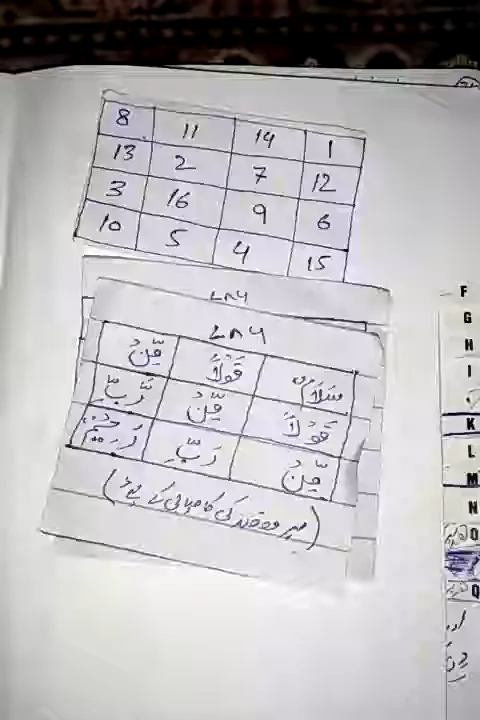 8 11 14 1
13 2 7 12
3 16 9 6
10 5 4 15
۷۸۶
۷۸۶
سَلَامٌ قَوْلًا مِّنْ
قَوْلًا مِّنْ رَّبٍّ
مِّنْ رَبٍّ رَحِيْمٍ
(ہر مقصد کی کامیابی کے لیے)
F
G
H
I
K
L
M
N
O
Q